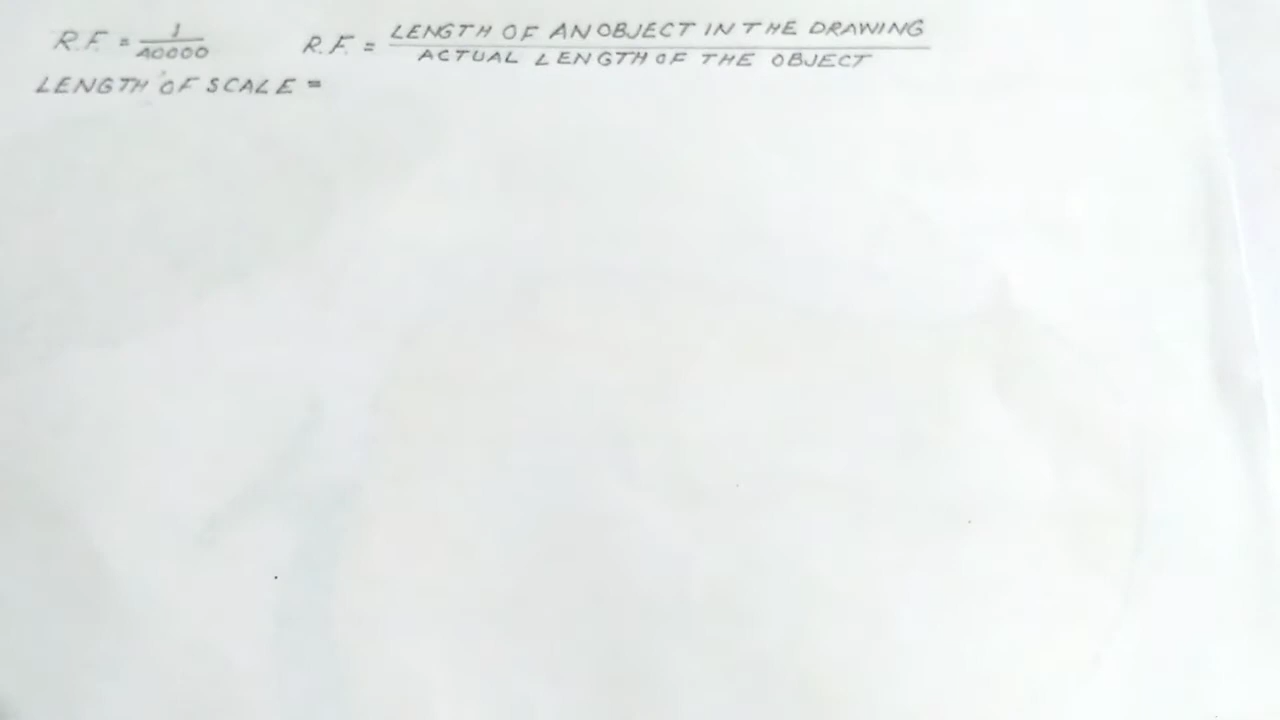 R.F. = 1/40000 R.F. = LENGTH OF AN OBJECT IN THE DRAWING / ACTUAL LENGTH OF THE OBJECT
LENGTH OF SCALE =